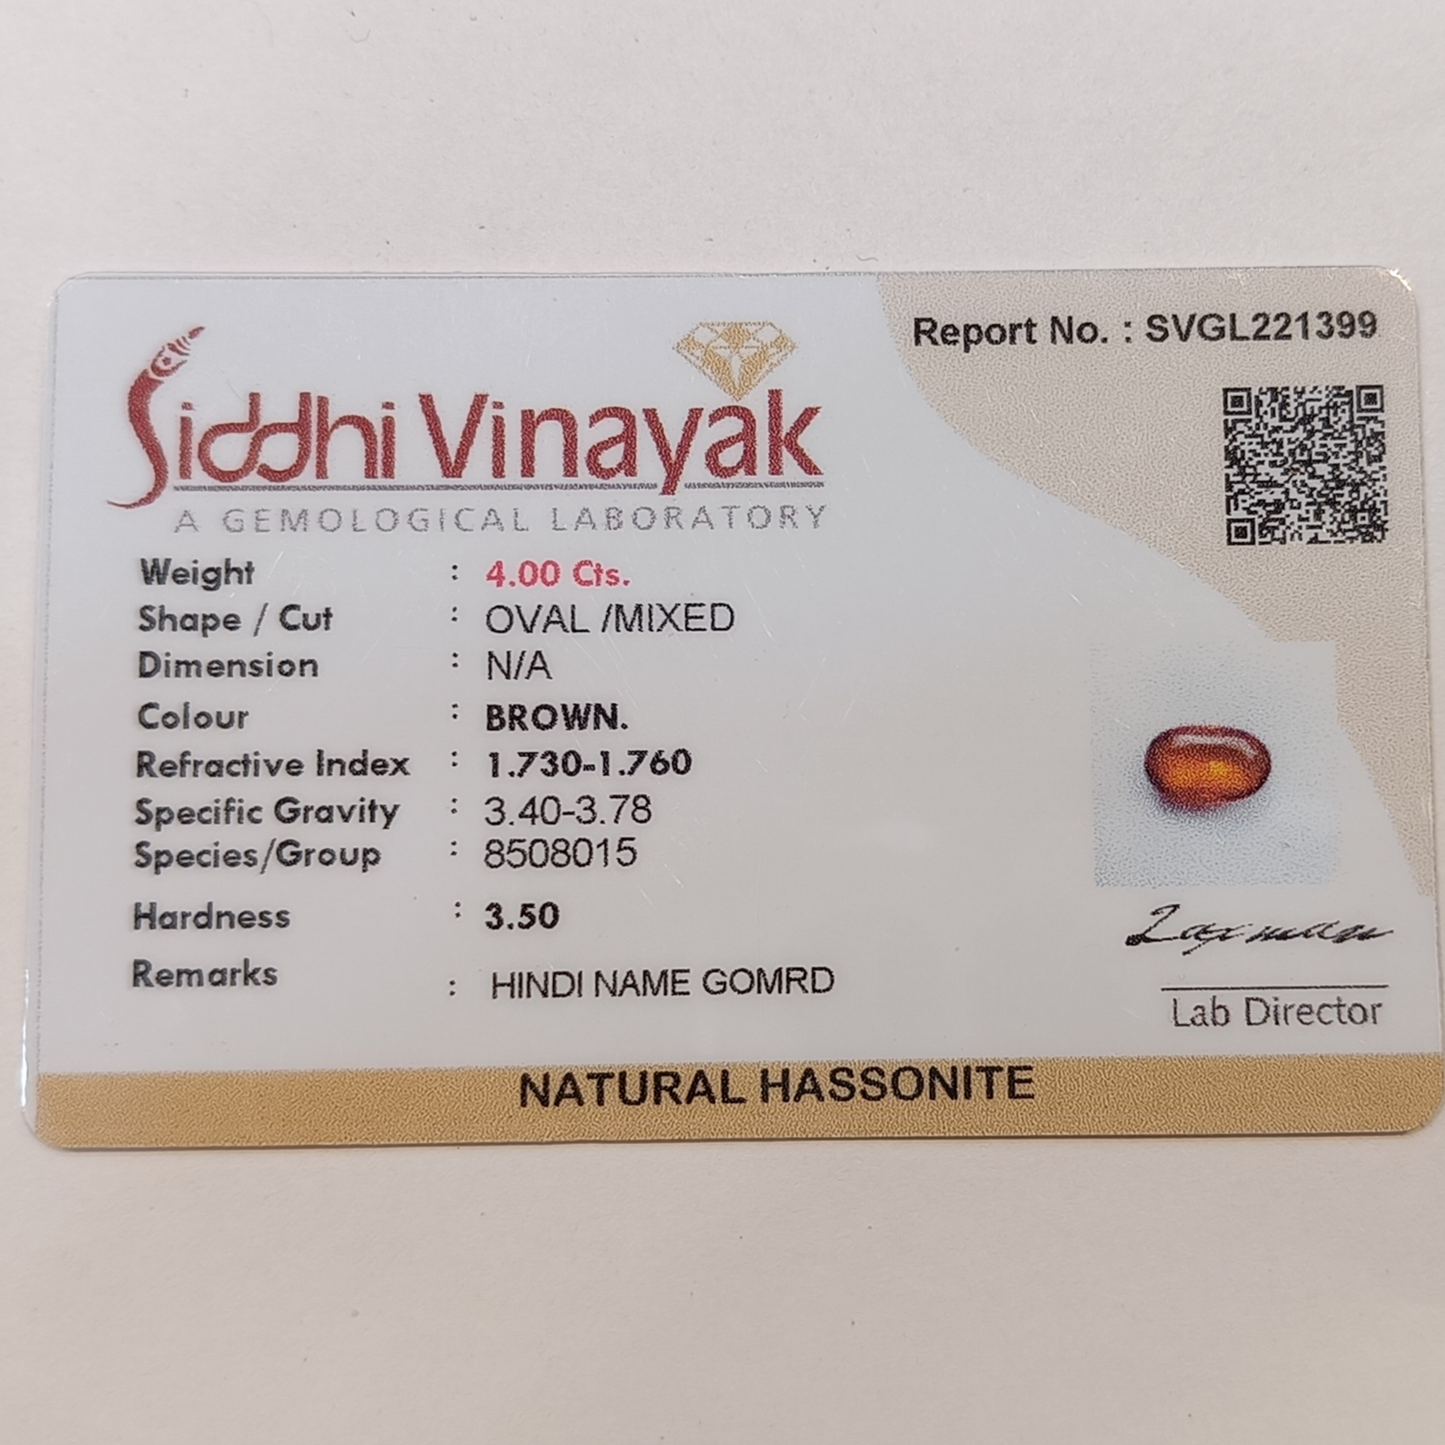 Report No. : SVGL221399
Siddhi Vinayak
A GEMOLOGICAL LABORATORY
Weight : 4.00 Cts.
Shape / Cut : OVAL /MIXED
Dimension : N/A
Colour : BROWN.
Refractive Index : 1.730-1.760
Specific Gravity : 3.40-3.78
Species/Group : 8508015
Hardness : 3.50
Remarks : HINDI NAME GOMRD
Laxman
Lab Director
NATURAL HASSONITE